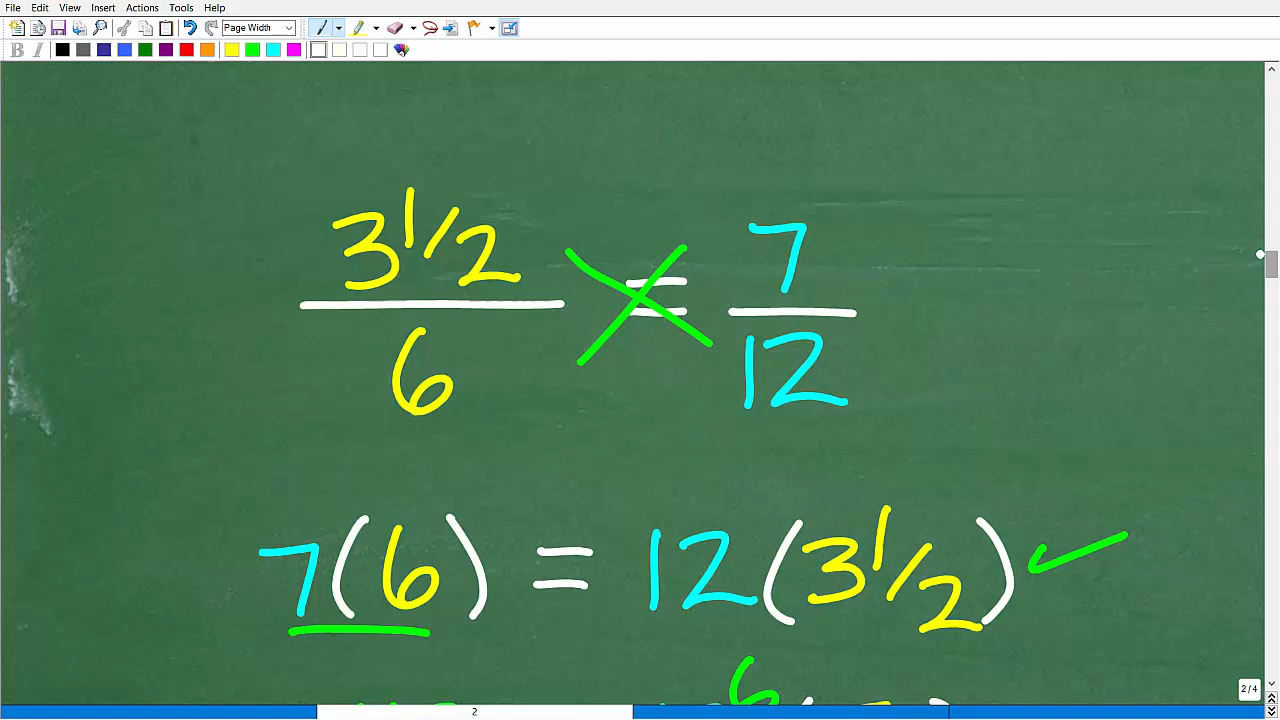 File Edit View Insert Actions Tools Help
Page Width
B I
3 1/2 = 7
6 12
7(6) = 12(3 1/2)
6
2/4
2